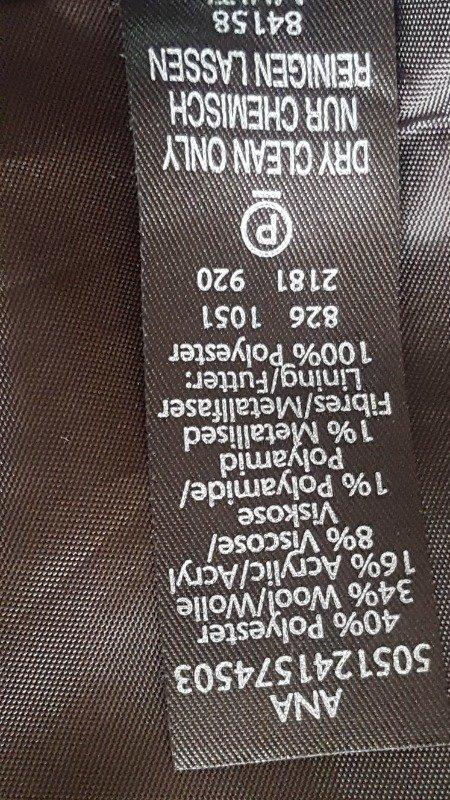 ANA
5051241574503
40% Polyester
34% Wool/Wolle
16% Acrylic/Acryl
8% Viscose/
Viskose
1% Polyamide/
Polyamid
1% Metallised
Fibres/Metallfaser
Lining/Futter:
100% Polyester
826 1051
2181 920
P
DRY CLEAN ONLY
NUR CHEMISCH
REINIGEN LASSEN
84158